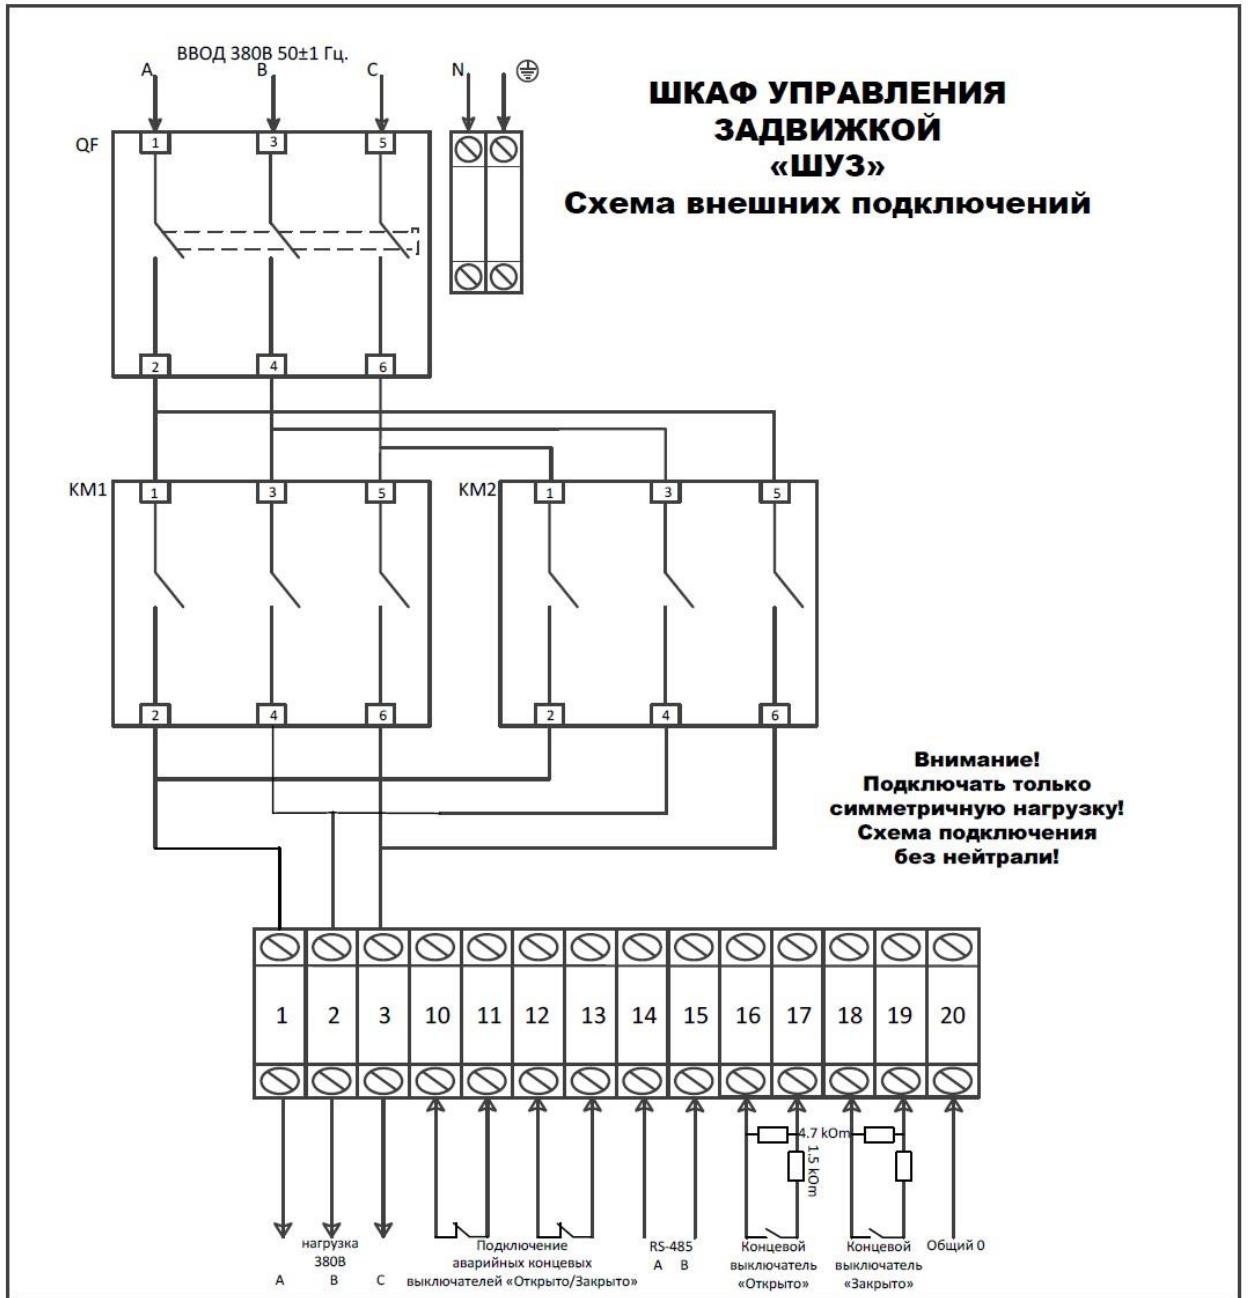 ВВОД 380В 50±1 Гц.
A B C N
ШКАФ УПРАВЛЕНИЯ
ЗАДВИЖКОЙ
«ШУЗ»
Схема внешних подключений
QF
1 3 5
2 4 6
KM1
1 3 5
KM2
1 3 5
2 4 6
2 4 6
Внимание!
Подключать только
симметричную нагрузку!
Схема подключения
без нейтрали!
1 2 3 10 11 12 13 14 15 16 17 18 19 20
4.7 kOm
1,5 kOm
нагрузка
380В
A B C
Подключение
аварийных концевых
выключателей «Открыто/Закрыто»
RS-485
A B
Концевой
выключатель
«Открыто»
Концевой
выключатель
«Закрыто»
Общий 0